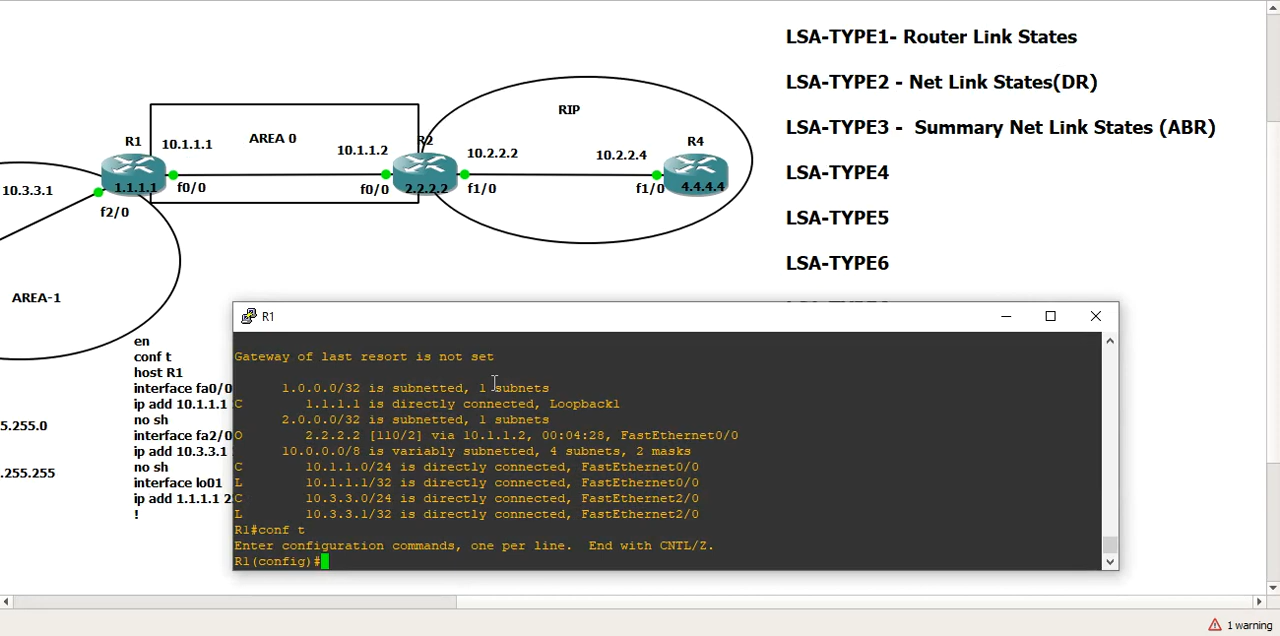 LSA-TYPE1- Router Link States
LSA-TYPE2 - Net Link States(DR)
LSA-TYPE3 - Summary Net Link States (ABR)
LSA-TYPE4
LSA-TYPE5
LSA-TYPE6
RIP
AREA 0
R1
10.1.1.1
10.1.1.2
R2
10.2.2.2
10.2.2.4
R4
10.3.3.1
1.1.1.1
f0/0
f0/0
2.2.2.2
f1/0
f1/0
4.4.4.4
f2/0
AREA-1
en
conf t
host R1
interface fa0/0
ip add 10.1.1.1
no sh
interface fa2/0
ip add 10.3.3.1
no sh
interface lo01
ip add 1.1.1.1 2
!
5.255.0
.255.255
R1
Gateway of last resort is not set
1.0.0.0/32 is subnetted, 1 subnets
C 1.1.1.1 is directly connected, Loopback1
2.0.0.0/32 is subnetted, 1 subnets
O 2.2.2.2 [110/2] via 10.1.1.2, 00:04:28, FastEthernet0/0
10.0.0.0/8 is variably subnetted, 4 subnets, 2 masks
C 10.1.1.0/24 is directly connected, FastEthernet0/0
L 10.1.1.1/32 is directly connected, FastEthernet0/0
C 10.3.3.0/24 is directly connected, FastEthernet2/0
L 10.3.3.1/32 is directly connected, FastEthernet2/0
R1#conf t
Enter configuration commands, one per line. End with CNTL/Z.
R1(config)#
1 warning